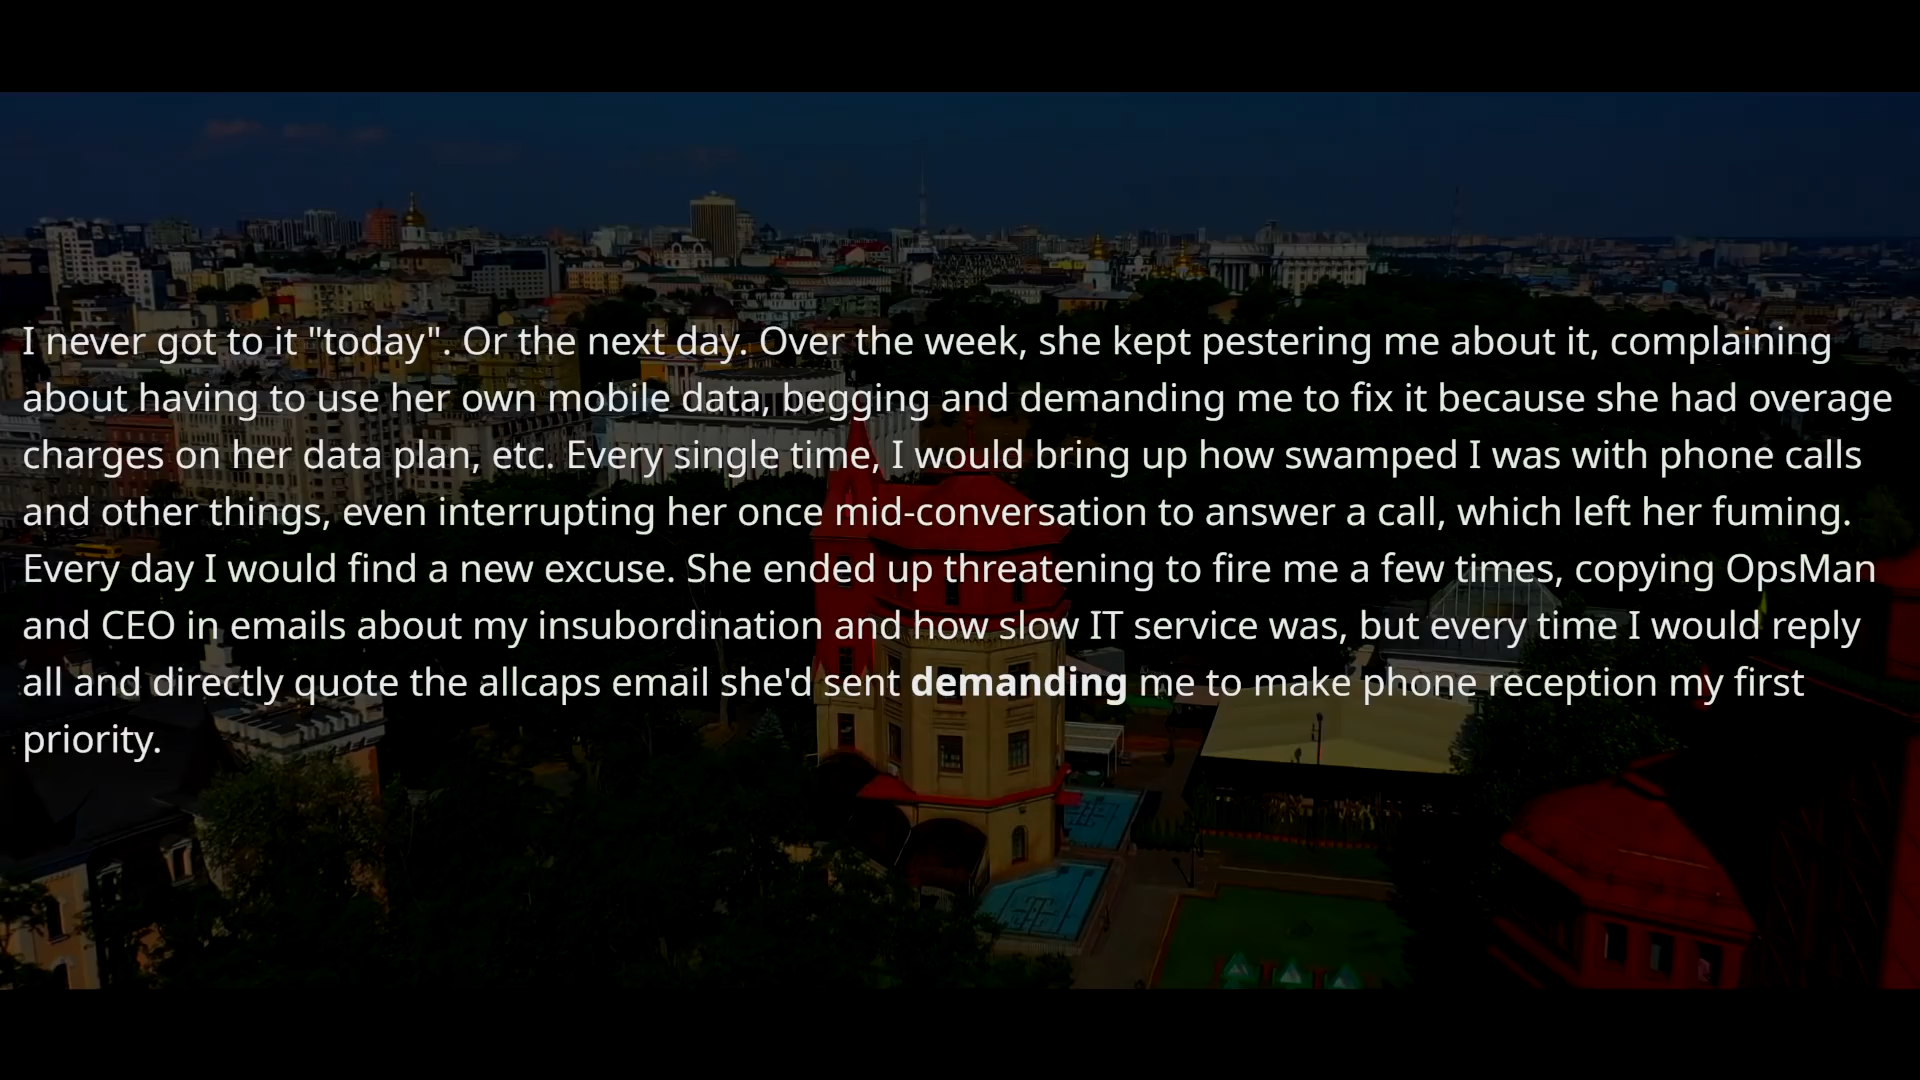 I never got to it "today". Or the next day. Over the week, she kept pestering me about it, complaining
about having to use her own mobile data, begging and demanding me to fix it because she had overage
charges on her data plan, etc. Every single time, I would bring up how swamped I was with phone calls
and other things, even interrupting her once mid-conversation to answer a call, which left her fuming.
Every day I would find a new excuse. She ended up threatening to fire me a few times, copying OpsMan
and CEO in emails about my insubordination and how slow IT service was, but every time I would reply
all and directly quote the allcaps email she'd sent demanding me to make phone reception my first
priority.